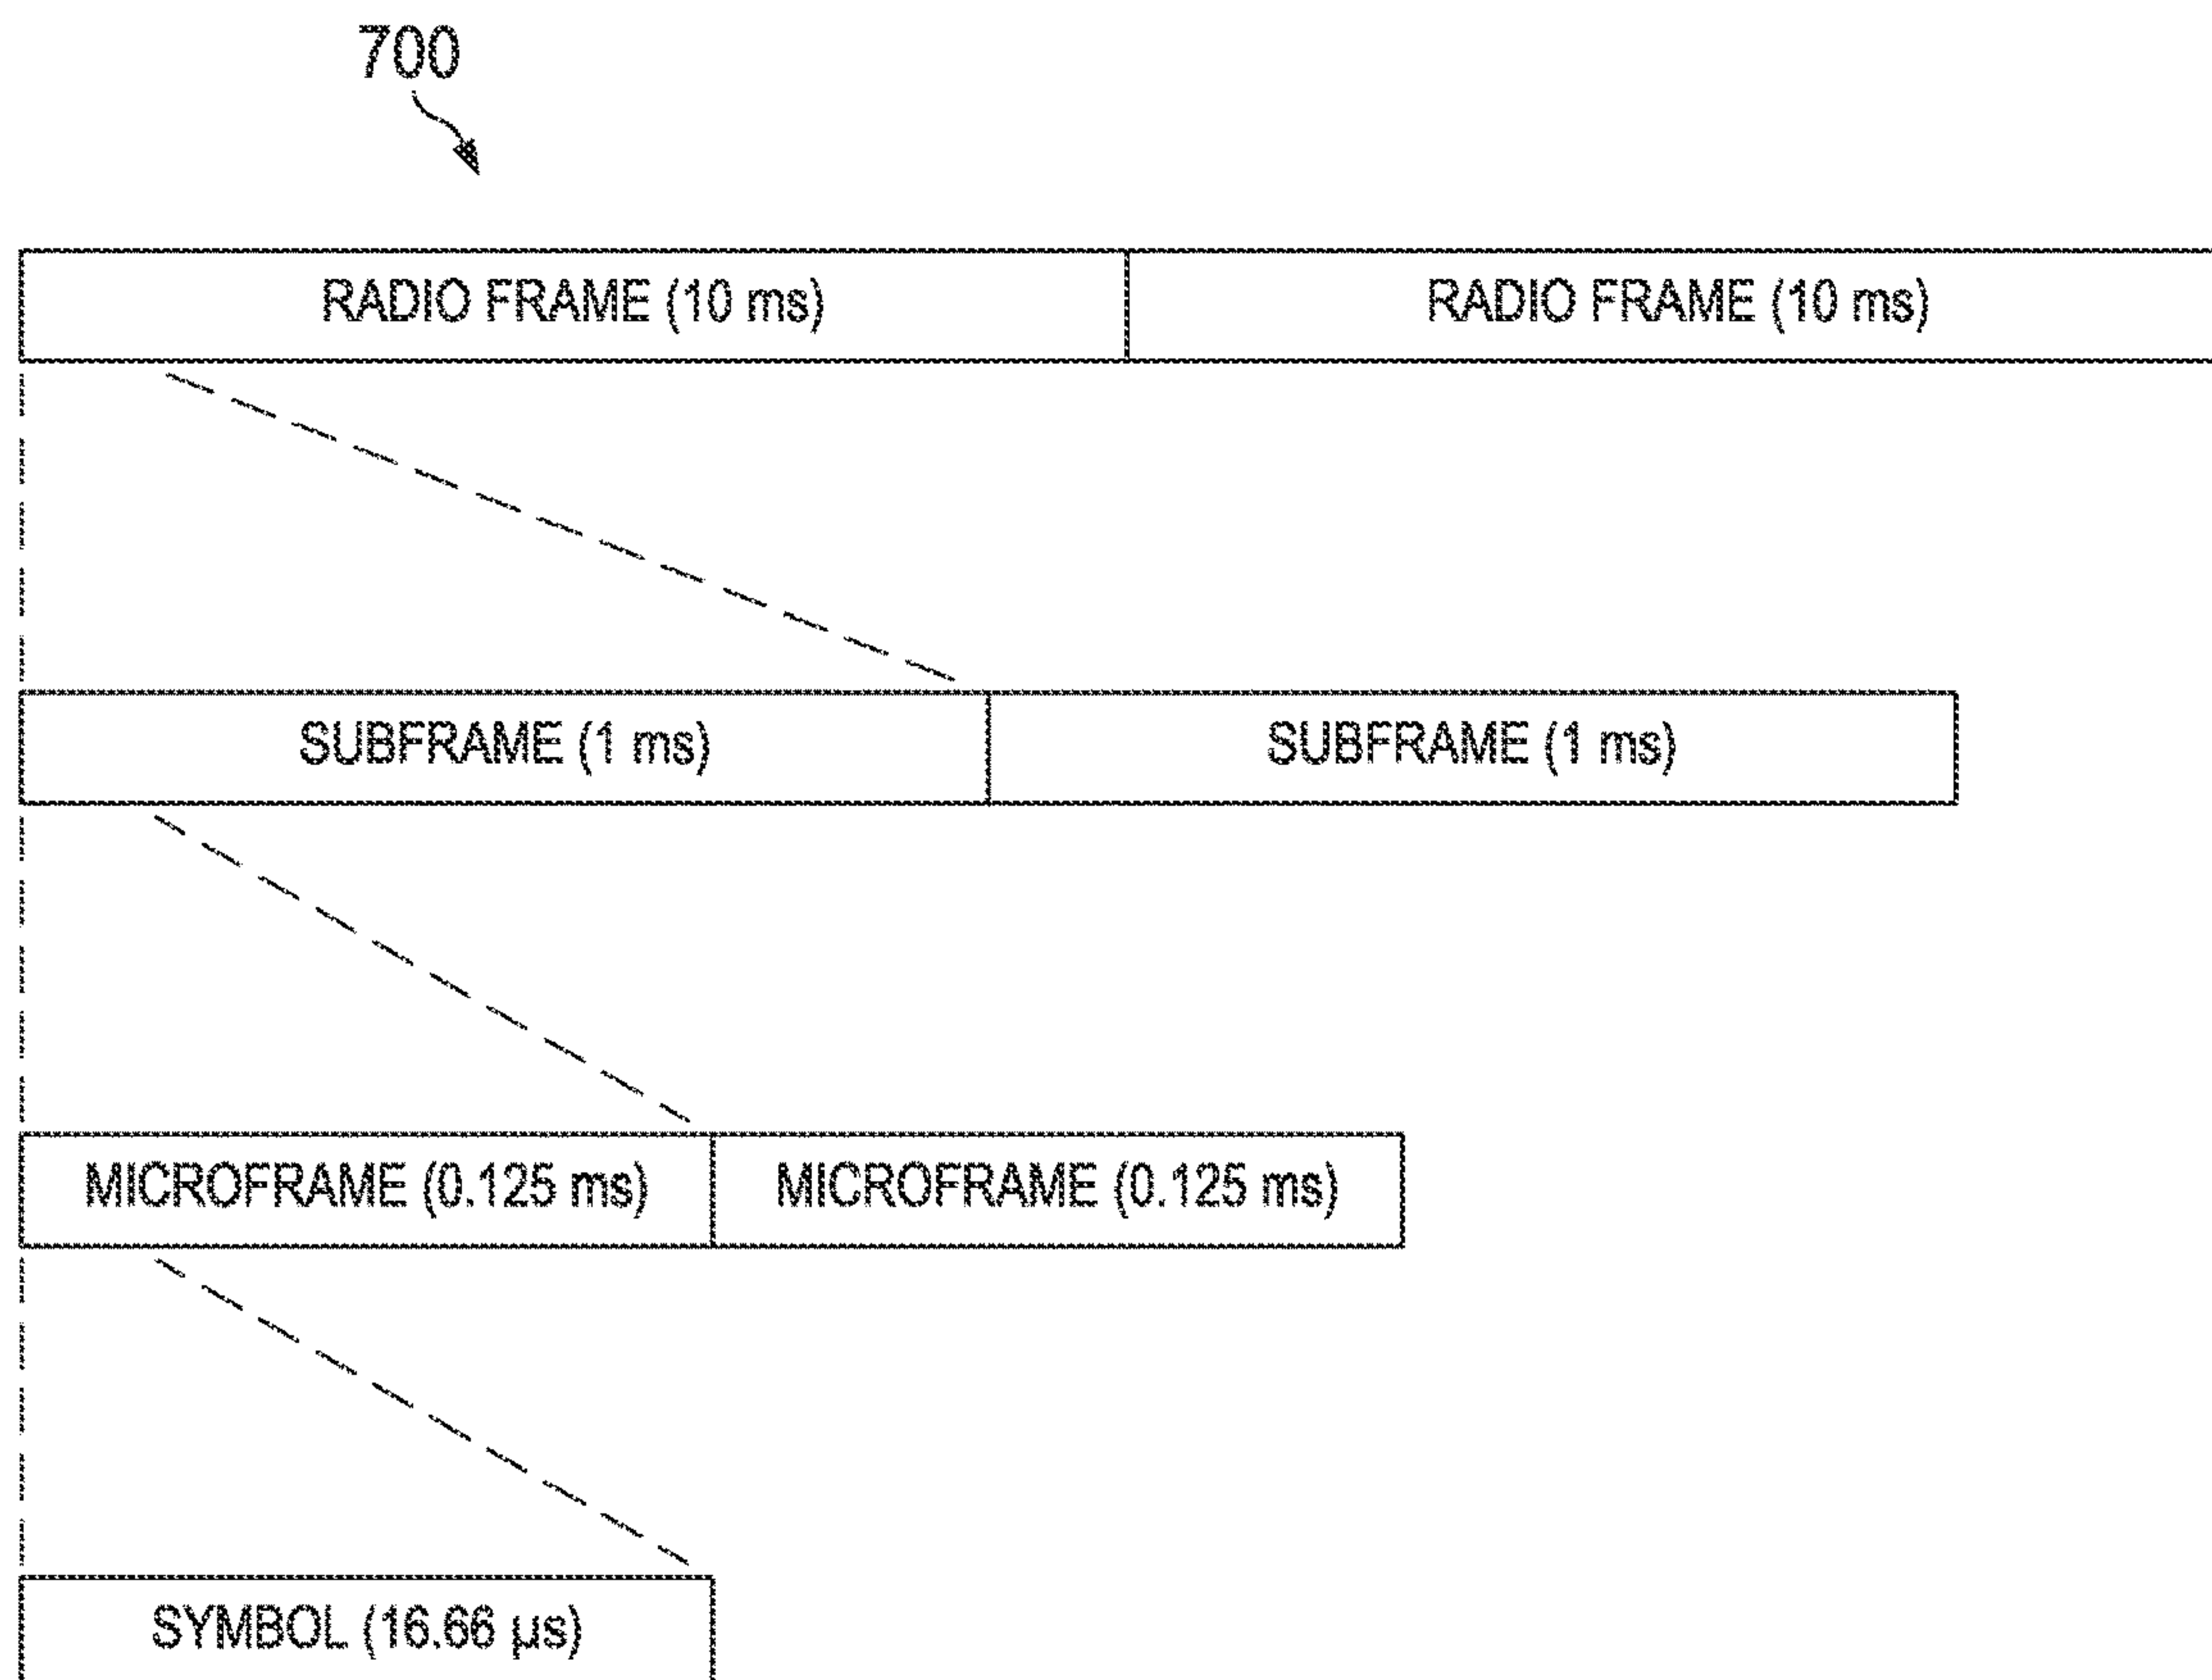 700
RADIO FRAME (10 ms) RADIO FRAME (10 ms)
SUBFRAME (1 ms) SUBFRAME (1 ms)
MICROFRAME (0.125 ms) MICROFRAME (0.125 ms)
SYMBOL (16.66 µs)